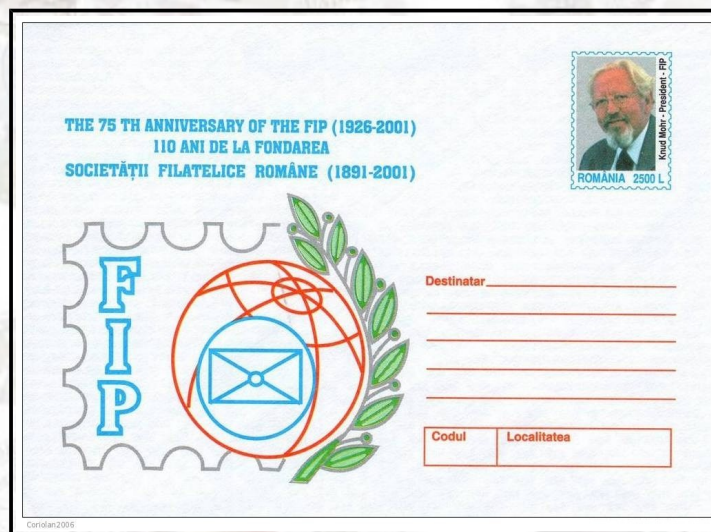 THE 75 TH ANNIVERSARY OF THE FIP (1926-2001)
110 ANI DE LA FONDAREA
SOCIETĂȚII FILATELICE ROMÂNE (1891-2001)
Knud Mohr - President - FIP
ROMÂNIA 2500 L
FIP
Destinatar
Codul
Localitatea
Coriolan2006